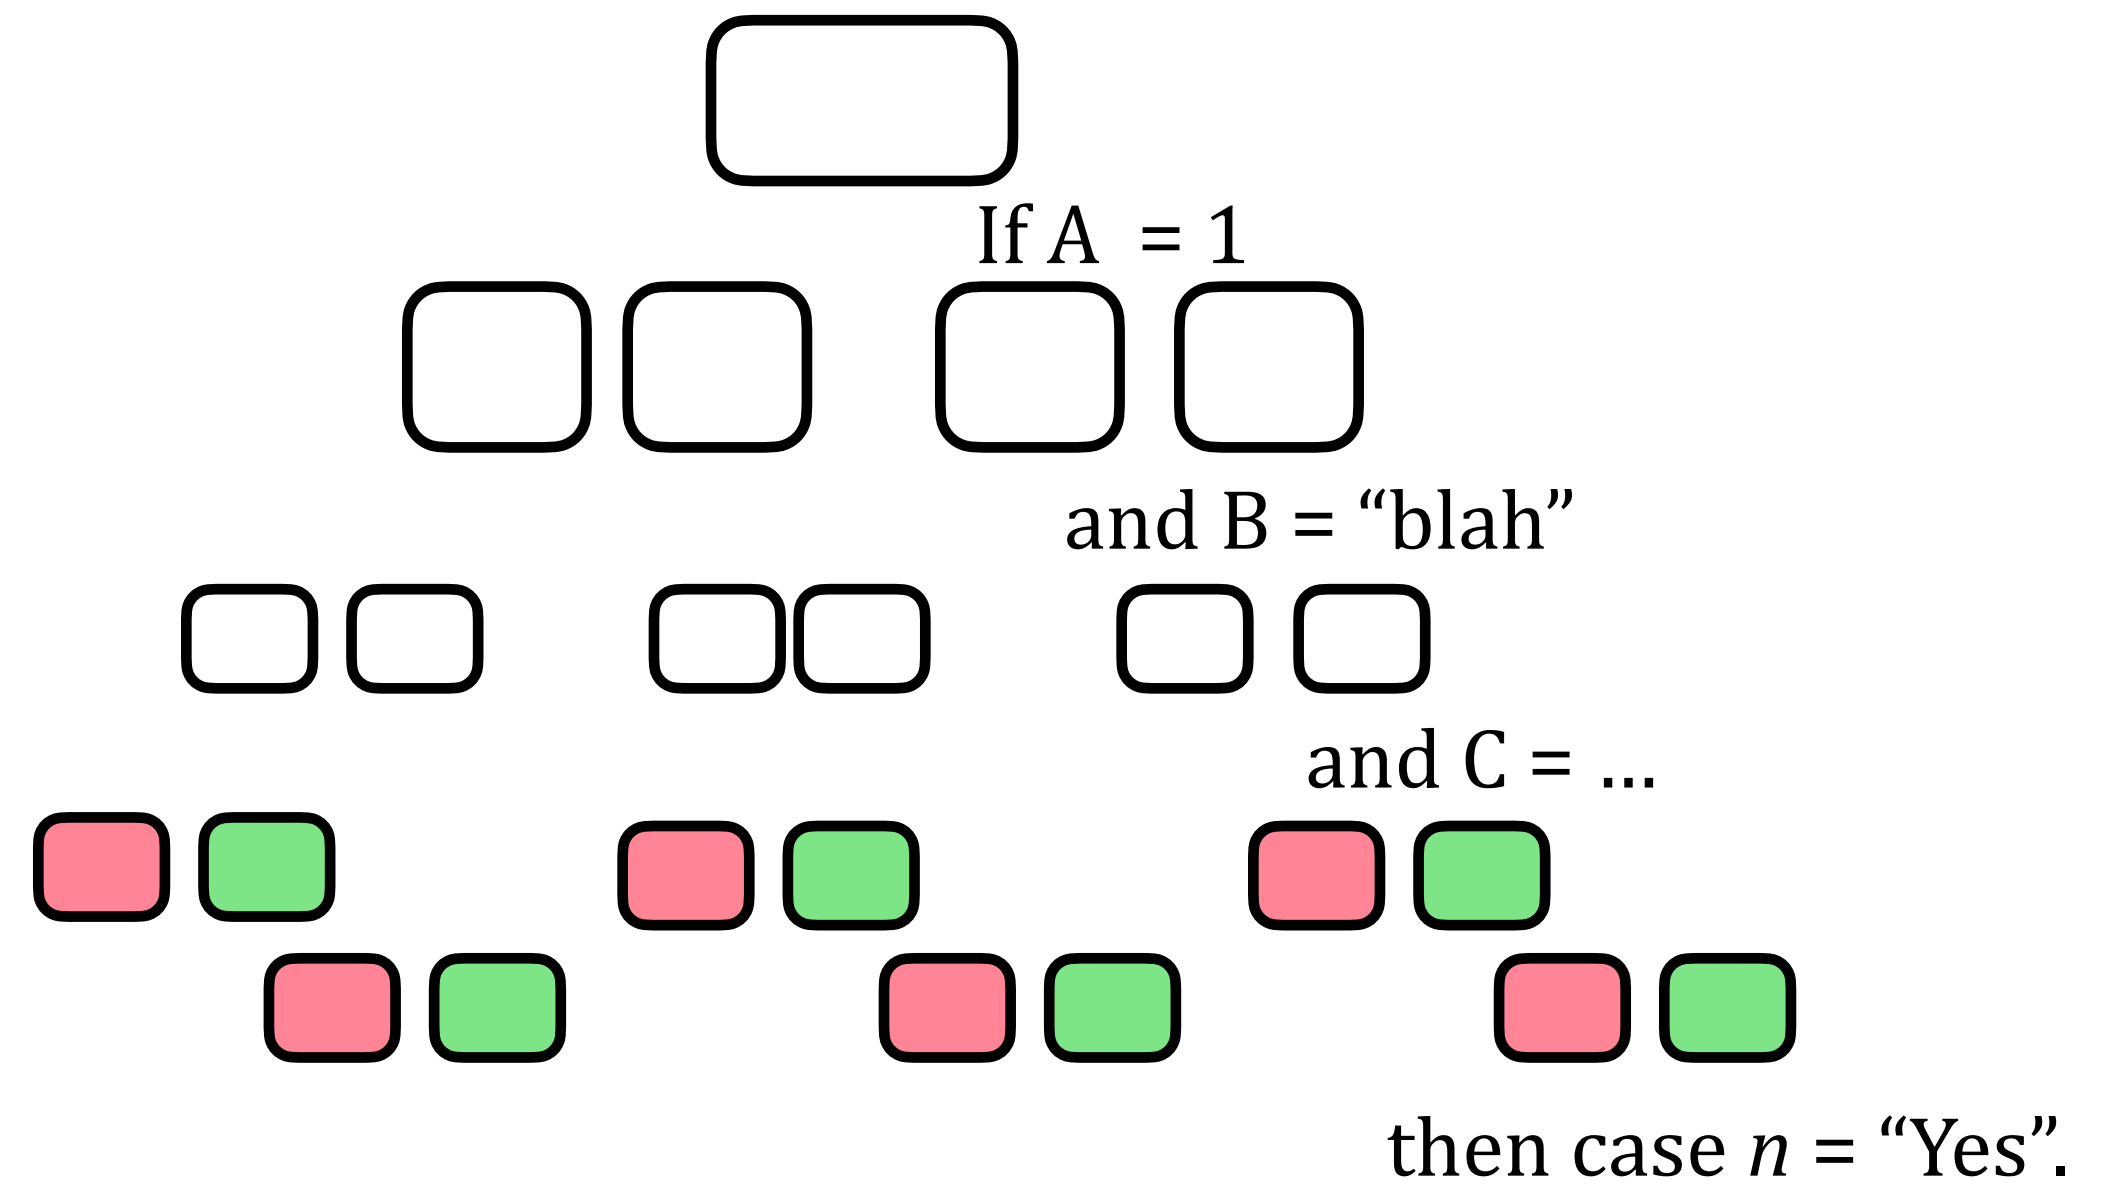 If A = 1
and B = “blah”
and C = …
then case n = “Yes”.